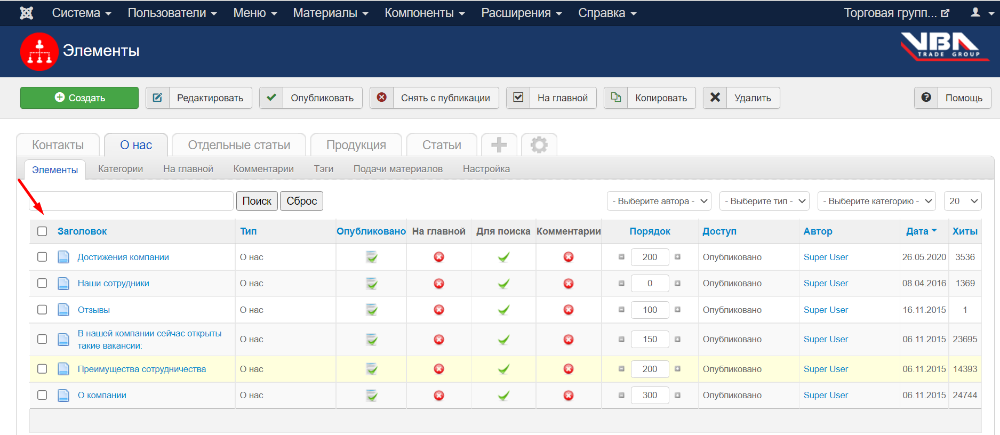 Система Пользователи Меню Материалы Компоненты Расширения Справка Торговая групп...
Элементы
VBA
TRADE GROUP
Создать Редактировать Опубликовать Снять с публикации На главной Копировать Удалить Помощь
Контакты О нас Отдельные статьи Продукция Статьи
Элементы Категории На главной Комментарии Тэги Подачи материалов Настройка
Поиск Сброс - Выберите автора - - Выберите тип - - Выберите категорию - 20
Заголовок Тип Опубликовано На главной Для поиска Комментарии Порядок Доступ Автор Дата Хиты
Достижения компании О нас 200 Опубликовано Super User 26.05.2020 3536
Наши сотрудники О нас 0 Опубликовано Super User 08.04.2016 1369
Отзывы О нас 100 Опубликовано Super User 16.11.2015 1
В нашей компании сейчас открыты
такие вакансии: О нас 150 Опубликовано Super User 06.11.2015 23695
Преимущества сотрудничества О нас 200 Опубликовано Super User 06.11.2015 14393
О компании О нас 300 Опубликовано Super User 06.11.2015 24744